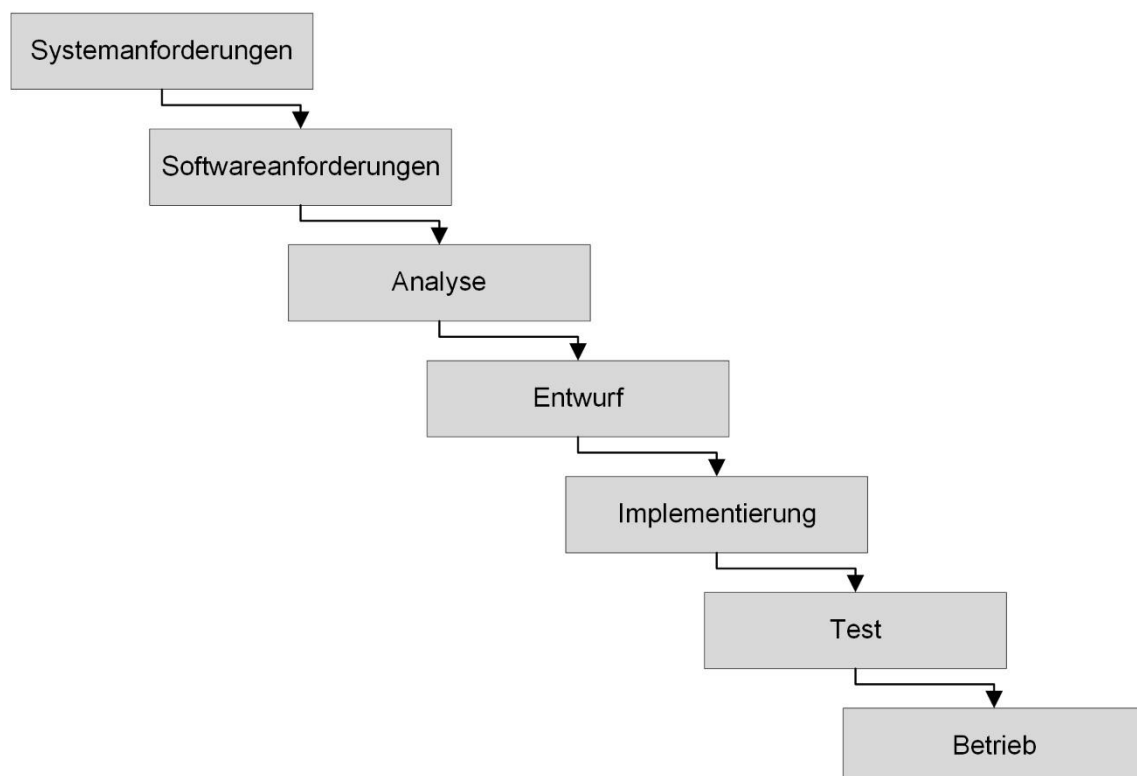 Systemanforderungen
Softwareanforderungen
Analyse
Entwurf
Implementierung
Test
Betrieb